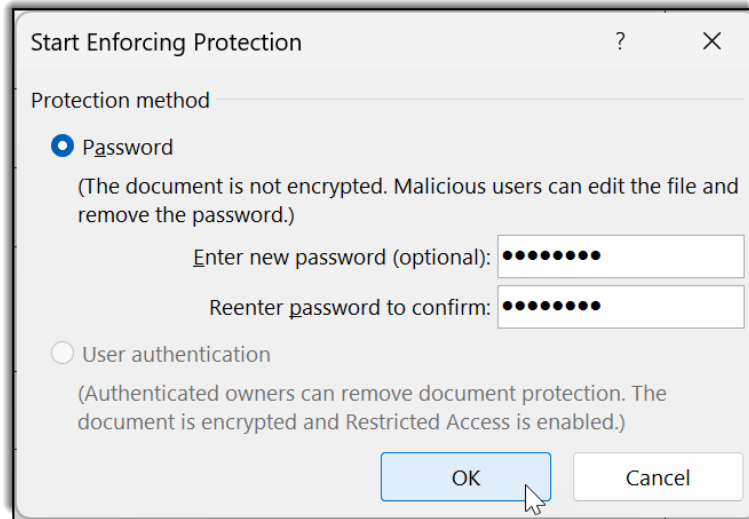 Start Enforcing Protection ?
Protection method
Password
(The document is not encrypted. Malicious users can edit the file and
remove the password.)
Enter new password (optional): ●●●●●●●●
Reenter password to confirm: ●●●●●●●●
User authentication
(Authenticated owners can remove document protection. The
document is encrypted and Restricted Access is enabled.)
OK Cancel